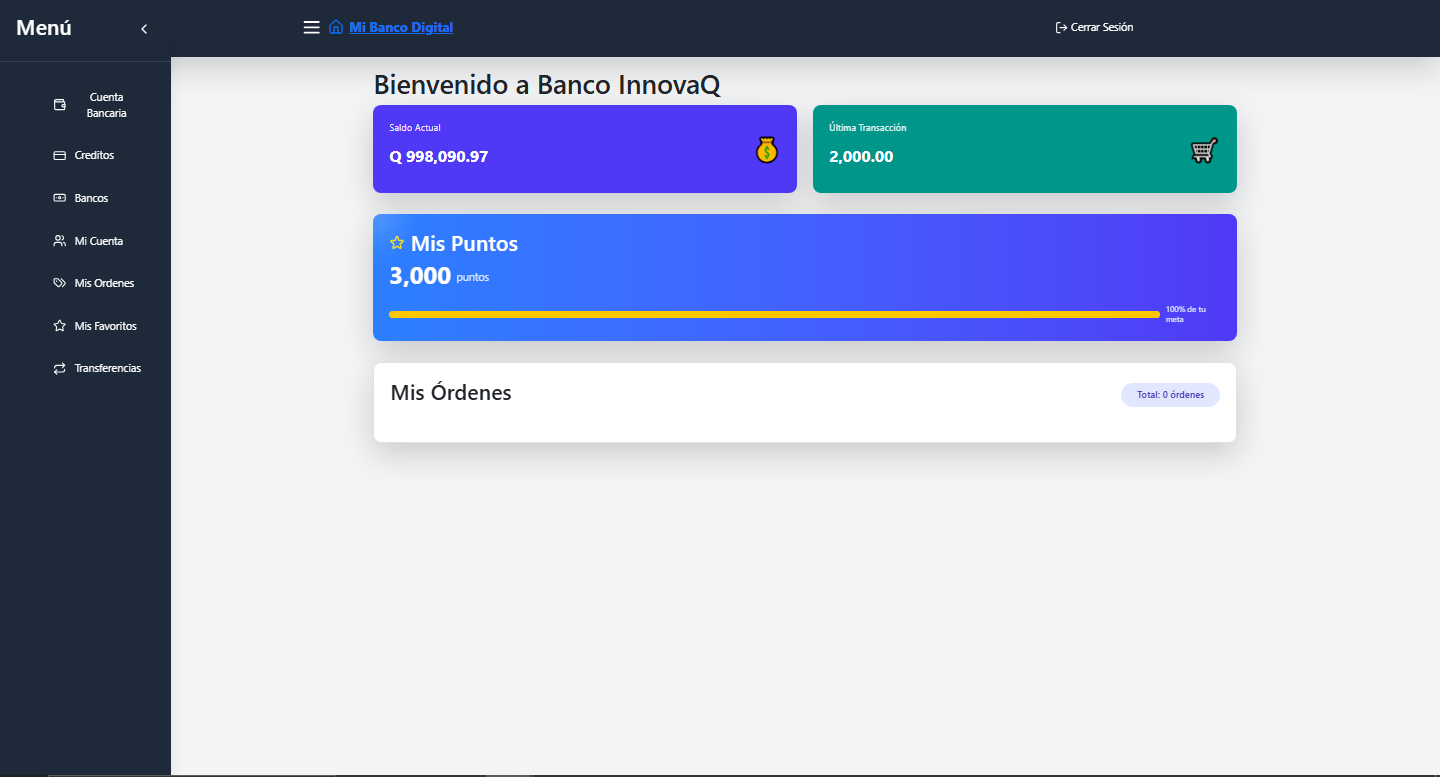 Menú
Mi Banco Digital
Cerrar Sesión
Cuenta
Bancaria
Creditos
Bancos
Mi Cuenta
Mis Ordenes
Mis Favoritos
Transferencias
Bienvenido a Banco InnovaQ
Saldo Actual
Q 998,090.97
Última Transacción
2,000.00
Mis Puntos
3,000 puntos
100% de tu
meta
Mis Órdenes
Total: 0 órdenes